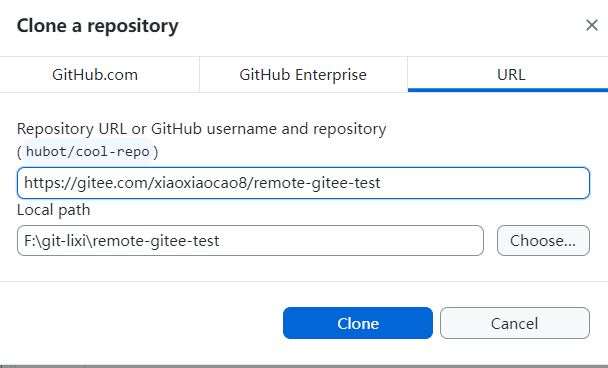 Clone a repository
GitHub.com
GitHub Enterprise
URL
Repository URL or GitHub username and repository
(hubot/cool-repo)
https://gitee.com/xiaoxiaocao8/remote-gitee-test
Local path
F:\git-lixi\remote-gitee-test
Choose...
Clone
Cancel